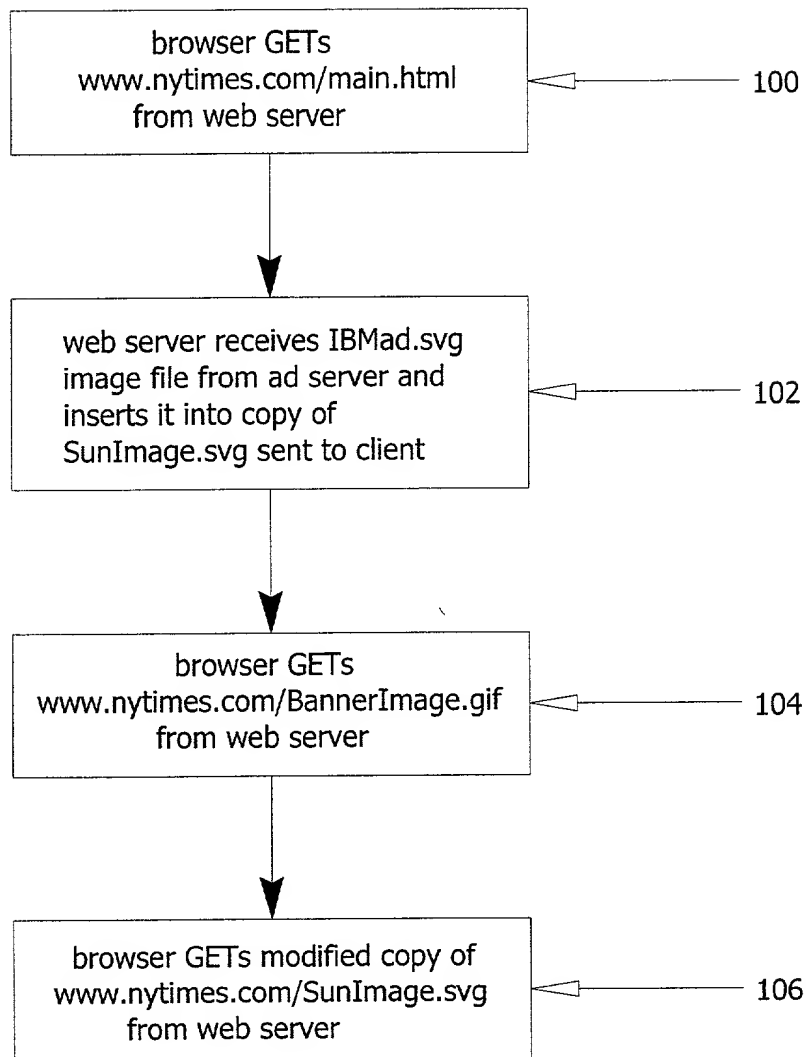 browser GETs
www.nytimes.com/main.html
from web server
100
web server receives IBMad.svg
image file from ad server and
inserts it into copy of
SunImage.svg sent to client
102
browser GETs
www.nytimes.com/BannerImage.gif
from web server
104
browser GETs modified copy of
www.nytimes.com/SunImage.svg
from web server
106